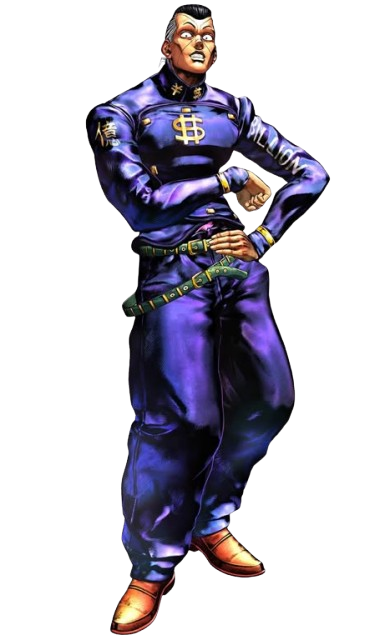 ¥ $
$
億
BILLION